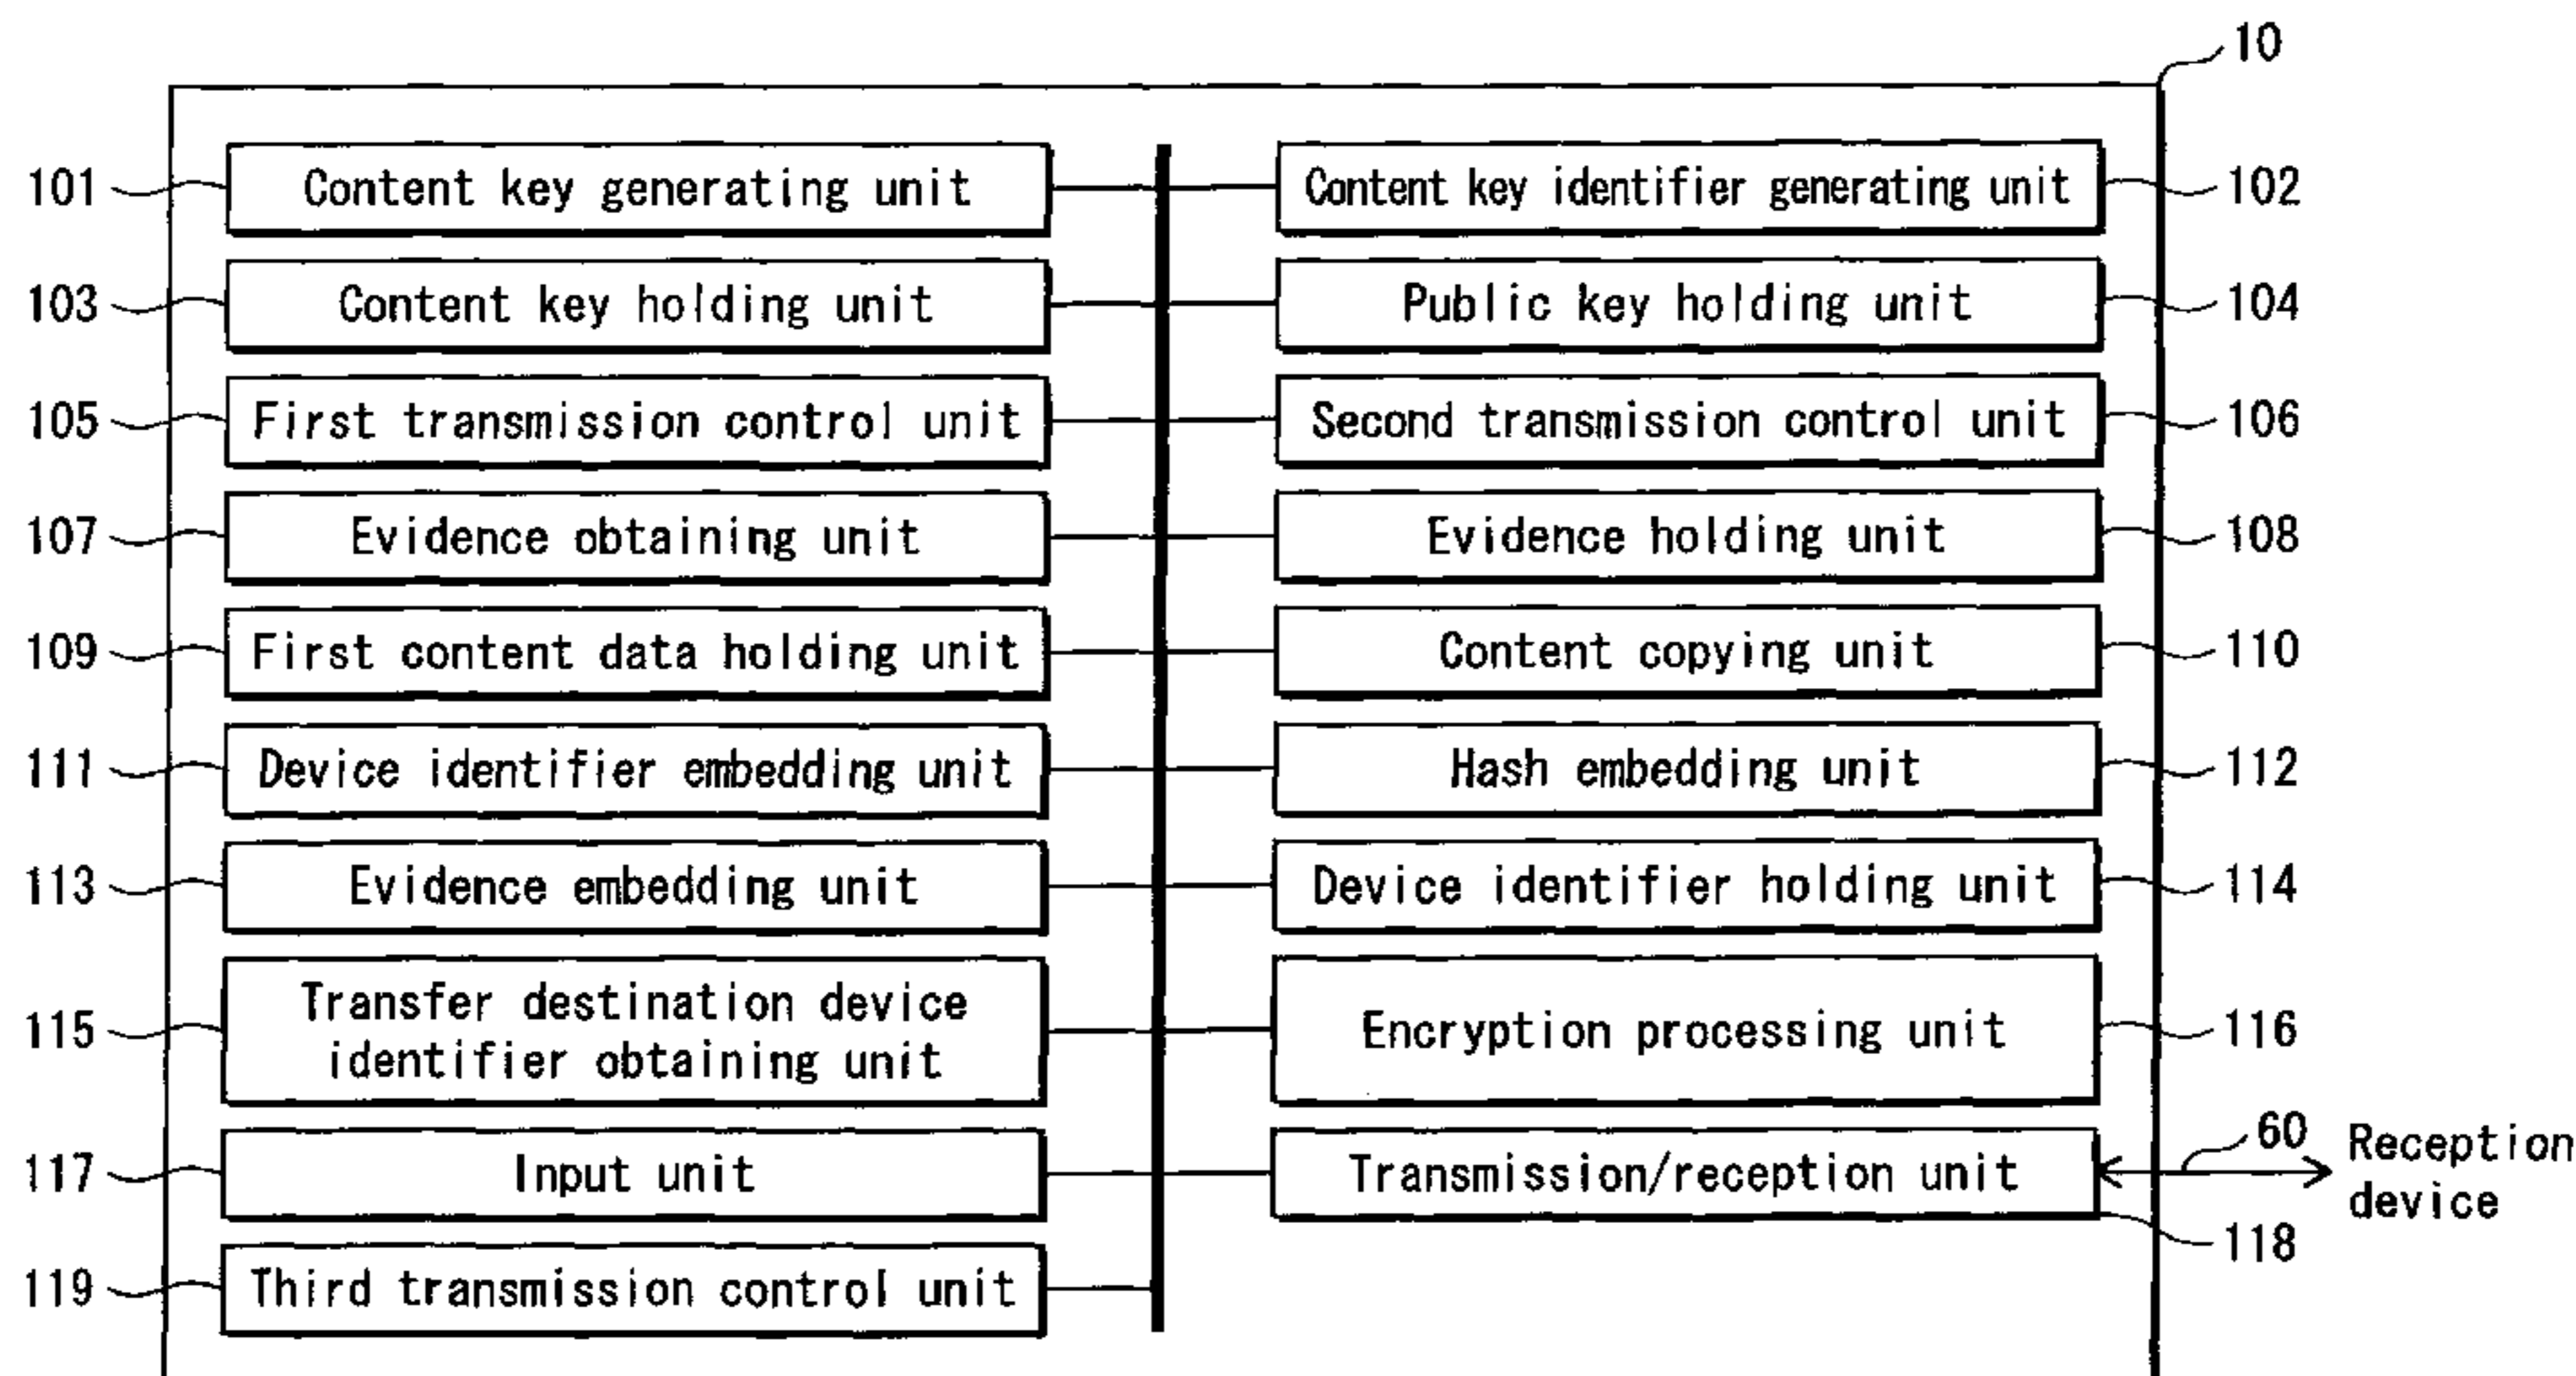 10
101 Content key generating unit Content key identifier generating unit 102
103 Content key holding unit Public key holding unit 104
105 First transmission control unit Second transmission control unit 106
107 Evidence obtaining unit Evidence holding unit 108
109 First content data holding unit Content copying unit 110
111 Device identifier embedding unit Hash embedding unit 112
113 Evidence embedding unit Device identifier holding unit 114
115 Transfer destination device
identifier obtaining unit
Encryption processing unit 116
117 Input unit Transmission/reception unit 60 Reception
device
118
119 Third transmission control unit